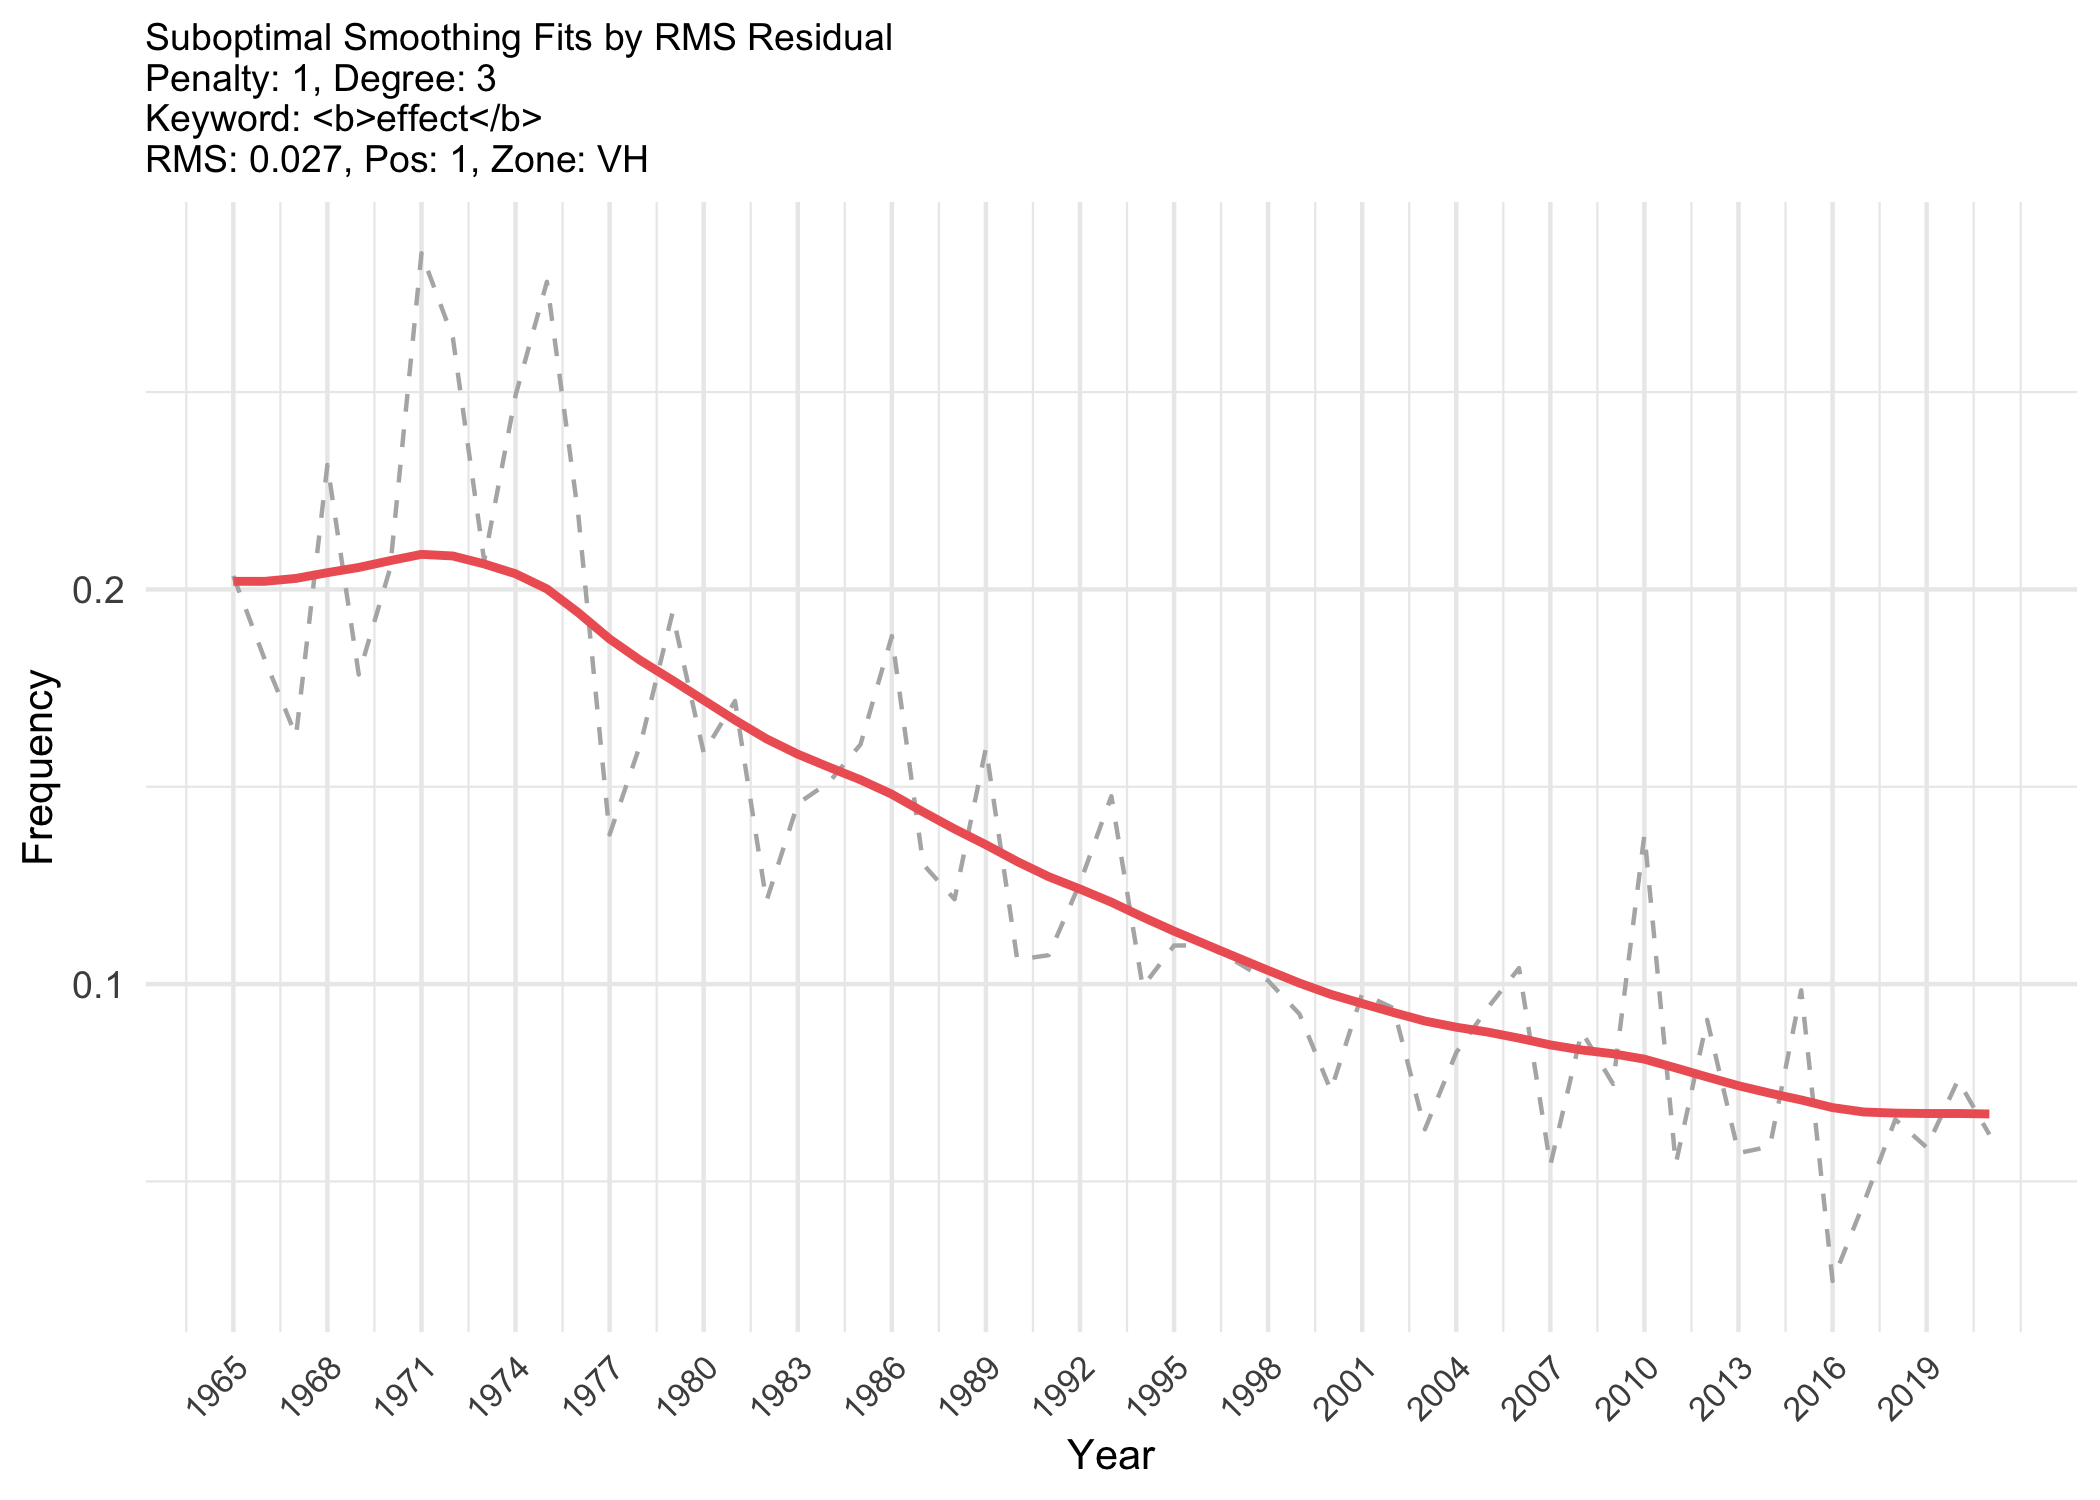 Suboptimal Smoothing Fits by RMS Residual
Penalty: 1, Degree: 3
Keyword: <b>effect</b>
RMS: 0.027, Pos: 1, Zone: VH
Frequency
0.2
0.1
1965 1968 1971 1974 1977 1980 1983 1986 1989 1992 1995 1998 2001 2004 2007 2010 2013 2016 2019
Year